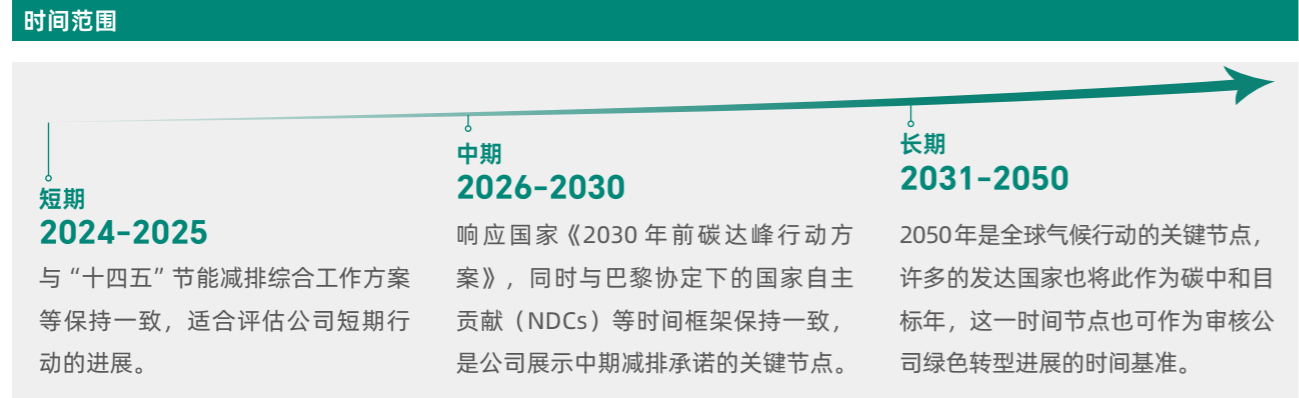 时间范围
短期
2024-2025
与“十四五”节能减排综合工作方案
等保持一致，适合评估公司短期行
动的进展。
中期
2026-2030
响应国家《2030 年前碳达峰行动方
案》，同时与巴黎协定下的国家自主
贡献（NDCs）等时间框架保持一致，
是公司展示中期减排承诺的关键节点。
长期
2031-2050
2050年是全球气候行动的关键节点，
许多的发达国家也将此作为碳中和目
标年，这一时间节点也可作为审核公
司绿色转型进展的时间基准。